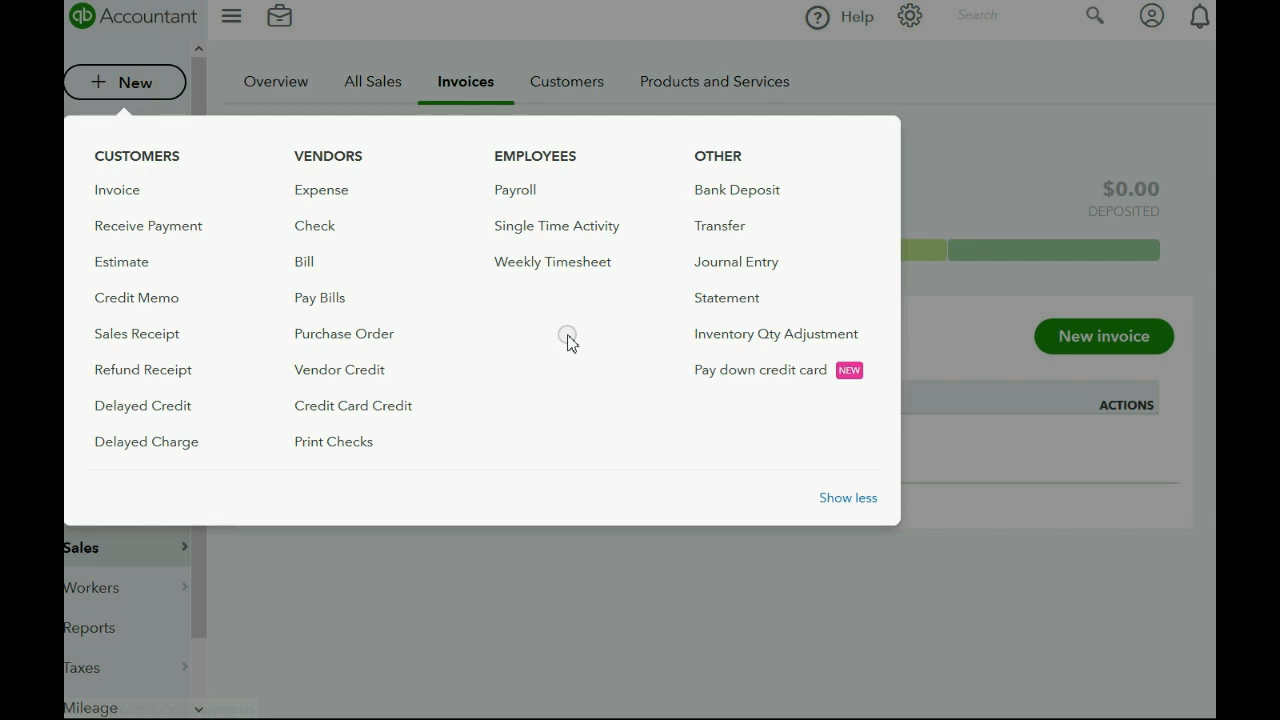 qb Accountant
Help
Search
+ New
Overview
All Sales
Invoices
Customers
Products and Services
CUSTOMERS
Invoice
Receive Payment
Estimate
Credit Memo
Sales Receipt
Refund Receipt
Delayed Credit
Delayed Charge
VENDORS
Expense
Check
Bill
Pay Bills
Purchase Order
Vendor Credit
Credit Card Credit
Print Checks
EMPLOYEES
Payroll
Single Time Activity
Weekly Timesheet
OTHER
Bank Deposit
Transfer
Journal Entry
Statement
Inventory Qty Adjustment
Pay down credit card NEW
Show less
$0.00
DEPOSITED
New invoice
ACTIONS
Sales
Workers
Reports
Taxes
Mileage